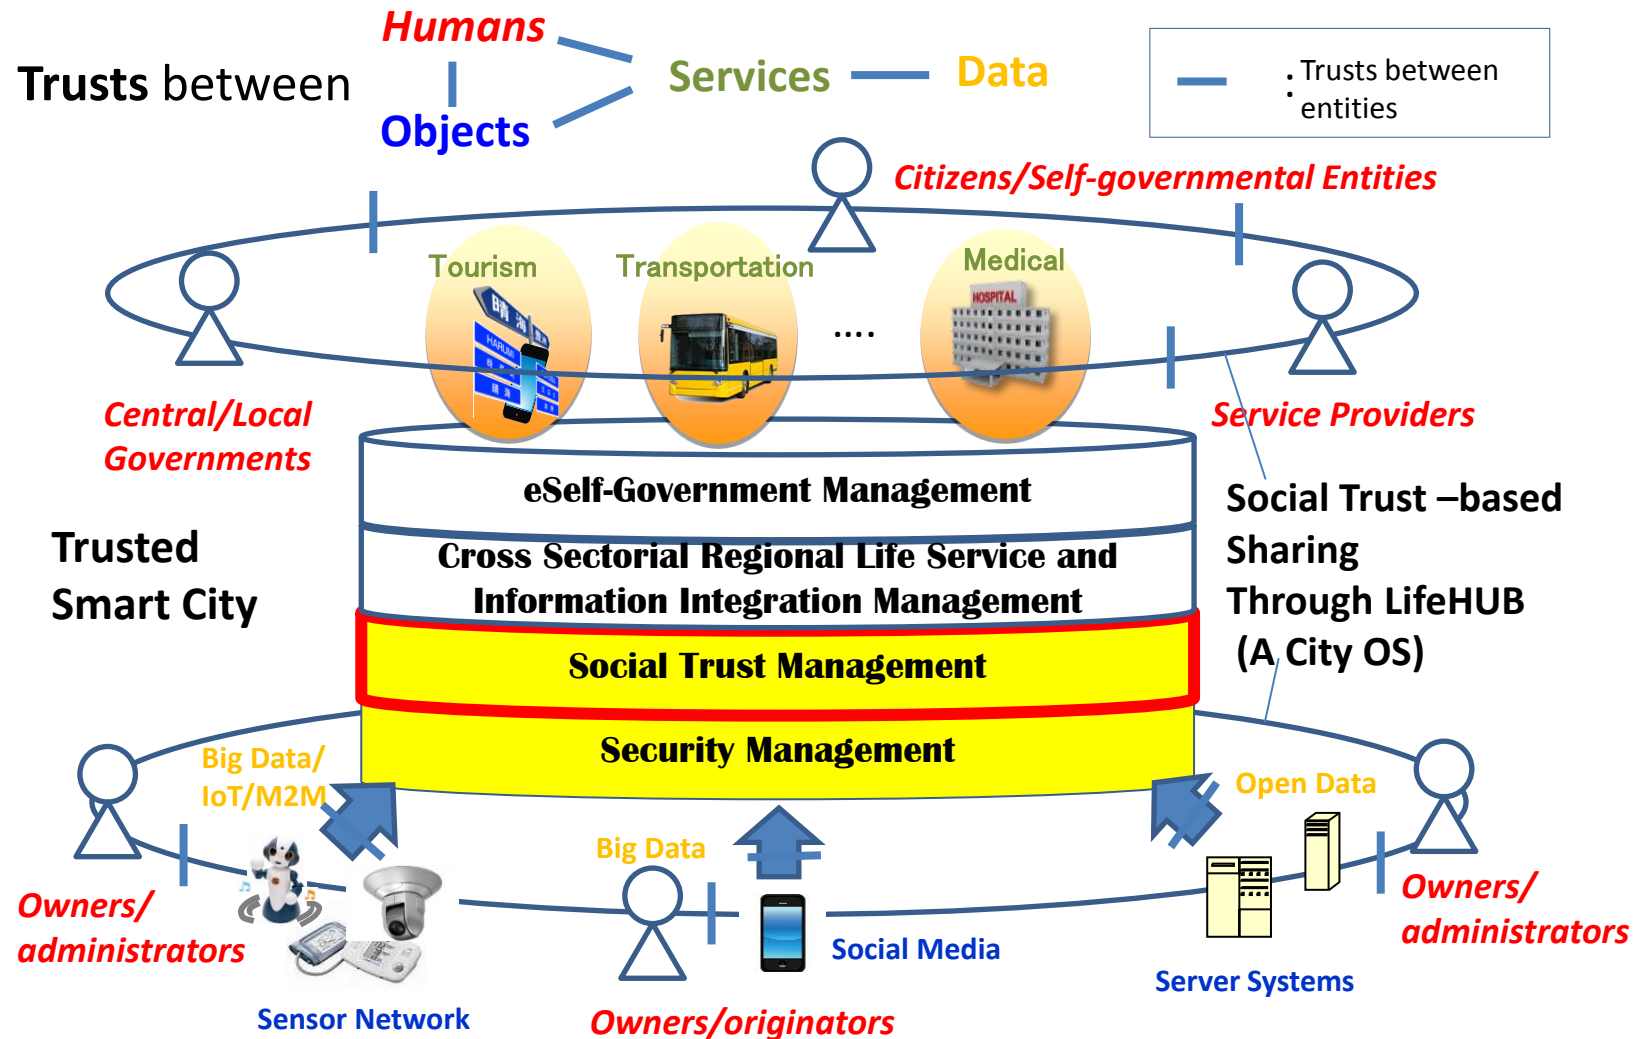 Humans
Trusts between
Services
Data
Objects
: Trusts between
entities
Citizens/Self-governmental Entities
Tourism
Transportation
....
Medical
HOSPITAL
晴海
HARUMI
Central/Local
Governments
Service Providers
eSelf-Government Management
Cross Sectorial Regional Life Service and
Information Integration Management
Social Trust Management
Security Management
Trusted
Smart City
Social Trust –based
Sharing
Through LifeHUB
(A City OS)
Big Data/
IoT/M2M
Big Data
Open Data
Owners/
administrators
Social Media
Server Systems
Owners/
administrators
Sensor Network
Owners/originators